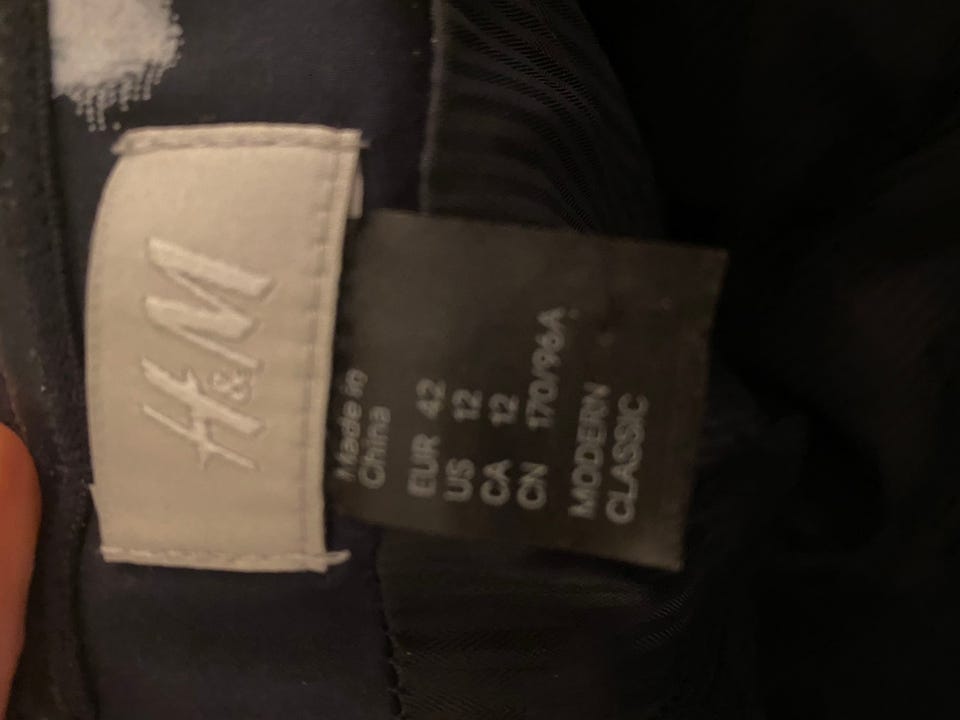 H&M
Made in
China
EUR 42
US 12
CA 12
CN 170/96A
MODERN
CLASSIC